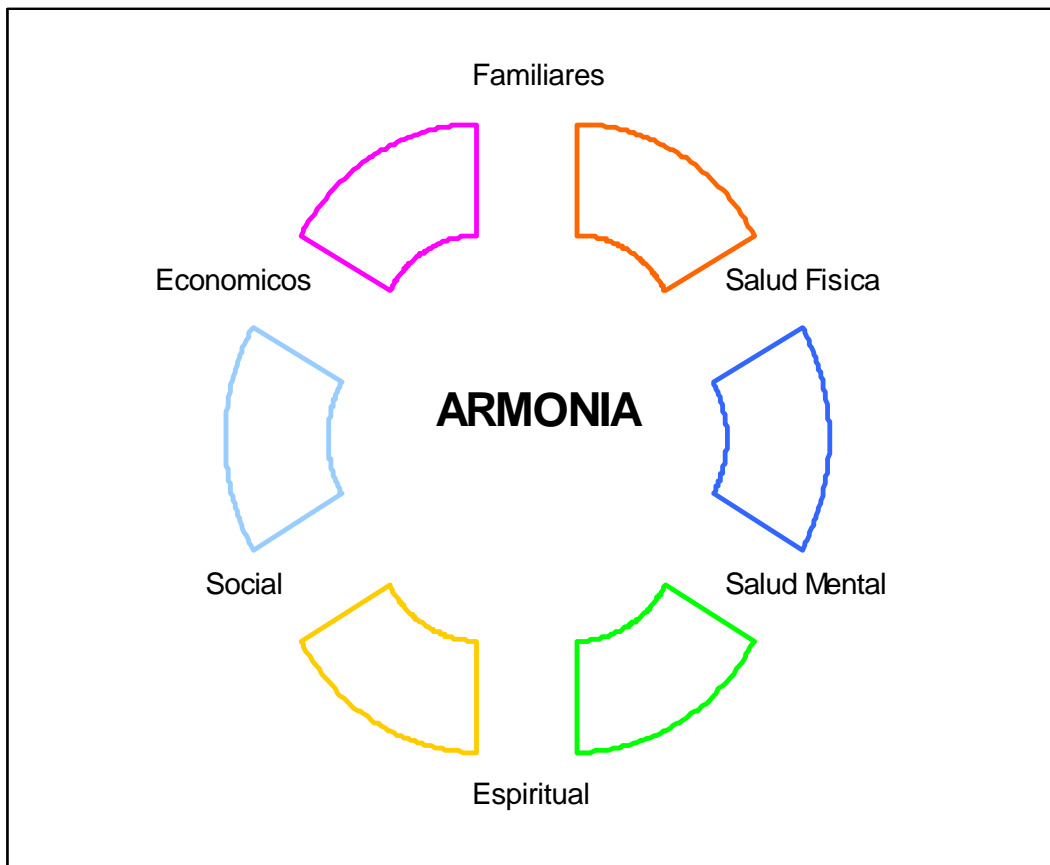 Familiares
Economicos
Salud Fisica
ARMONIA
Social
Salud Mental
Espiritual